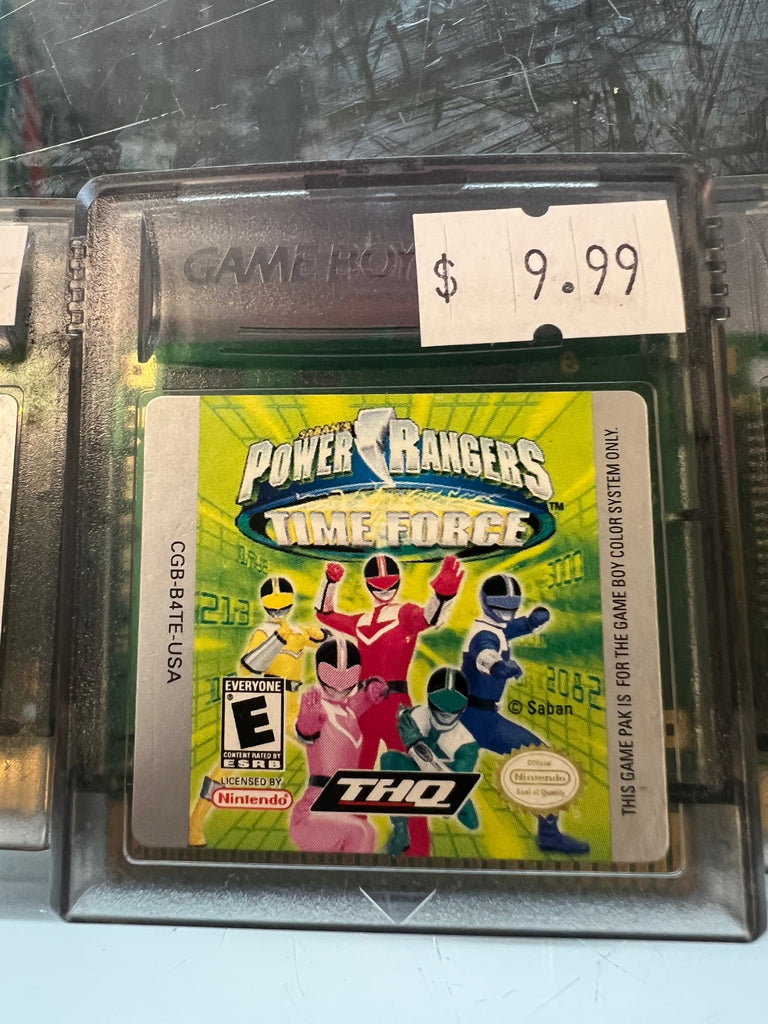 GAME BOY
$ 9.99
SABAN'S
POWER RANGERS
TIME FORCE
TM
CGB-B4TE-USA
213
3000
2082
EVERYONE
E
CONTENT RATED BY
ESRB
LICENSED BY
Nintendo
THQ
© Saban
Official
Nintendo
Seal of Quality
THIS GAME PAK IS FOR THE GAME BOY COLOR SYSTEM ONLY.